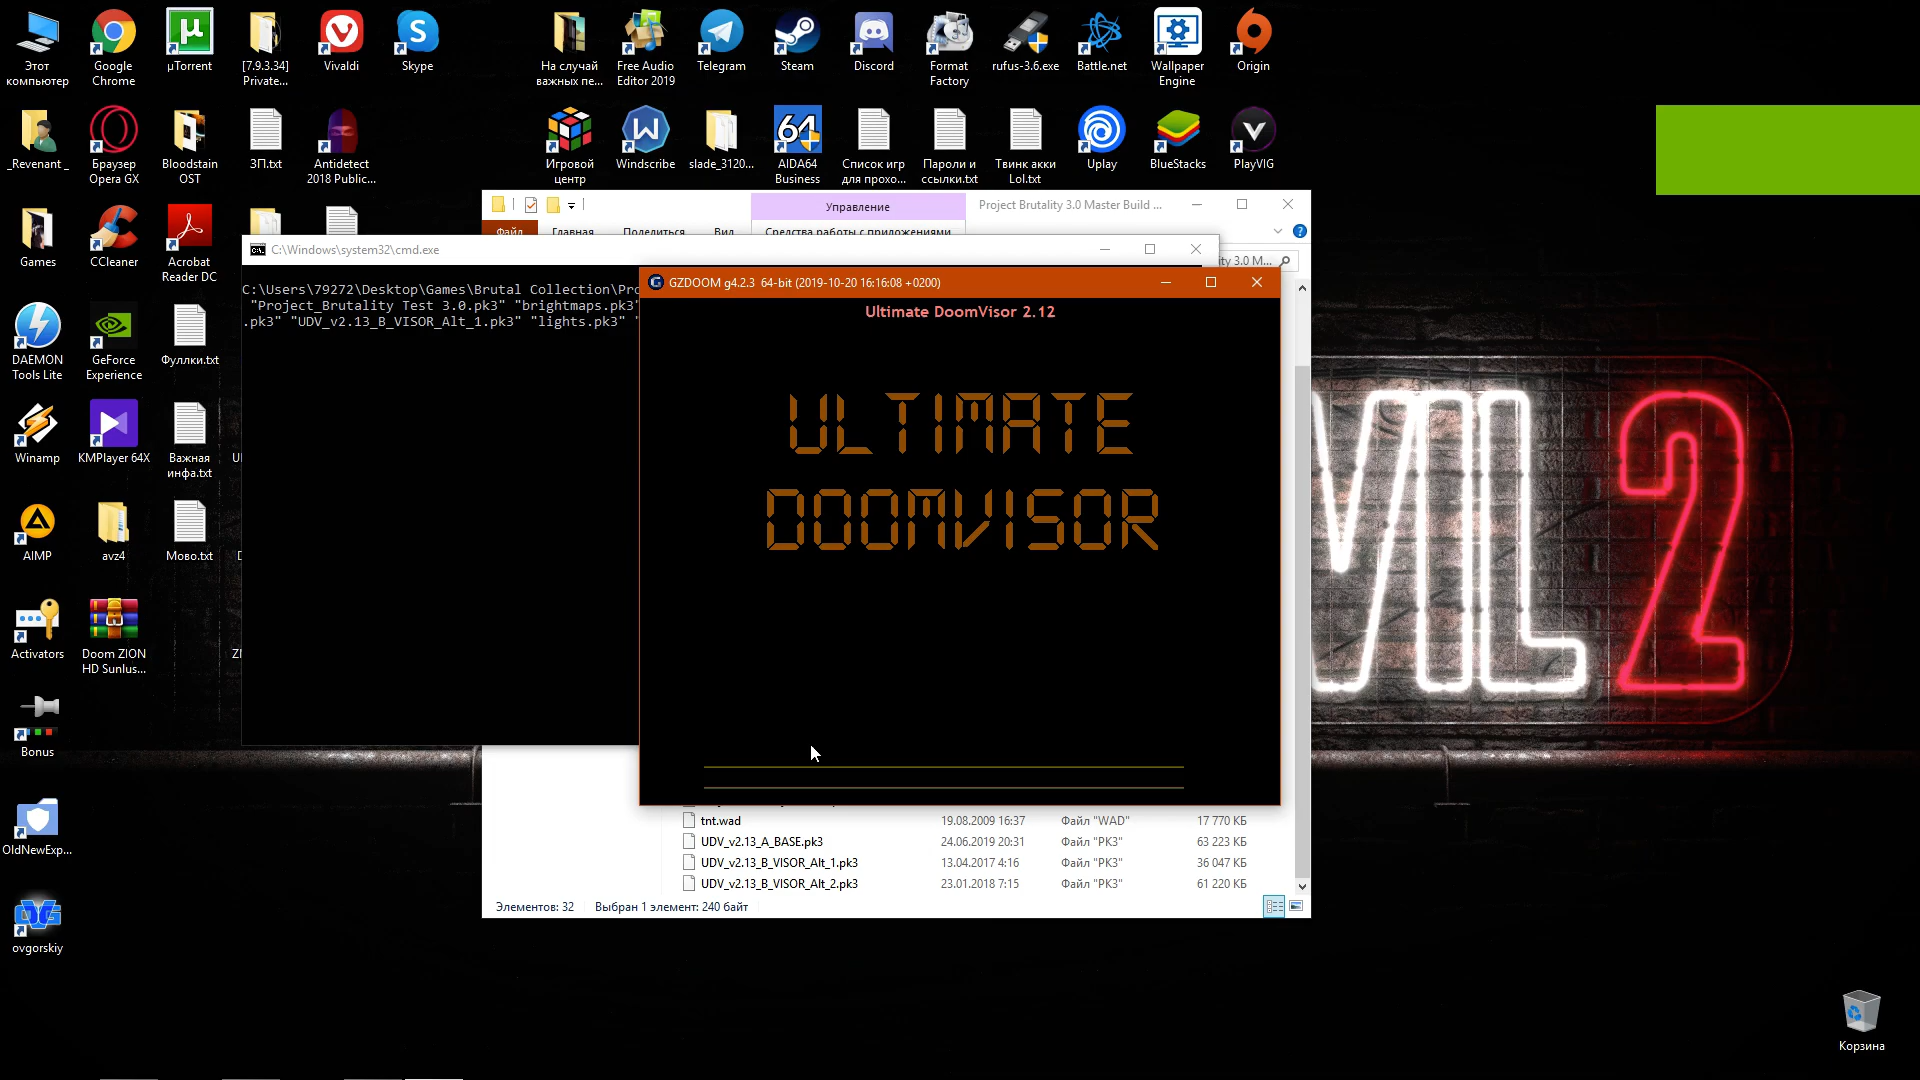 Этот компьютер
Google Chrome
µTorrent
[7.9.3.34] Private...
Vivaldi
Skype
На случай важных пе...
Free Audio Editor 2019
Telegram
Steam
Discord
Format Factory
rufus-3.6.exe
Battle.net
Wallpaper Engine
Origin
_Revenant_
Браузер Opera GX
Bloodstain OST
ЗП.txt
Antidetect 2018 Public...
Игровой центр
Windscribe
slade_3120...
AIDA64 Business
Список игр для прохо...
Пароли и ссылки.txt
Твинк акки Lol.txt
Uplay
BlueStacks
PlayVIG
Управление
Project Brutality 3.0 Master Build ...
Файл
Главная
Поделиться
Вид
Средства работы с приложениями
ity 3.0 M...
Games
CCleaner
Acrobat Reader DC
C:\Windows\system32\cmd.exe
C:\Users\79272\Desktop\Games\Brutal Collection\Pro
"Project_Brutality Test 3.0.pk3" "brightmaps.pk3"
.pk3" "UDV_v2.13_B_VISOR_Alt_1.pk3" "lights.pk3" "
GZDOOM g4.2.3 64-bit (2019-10-20 16:16:08 +0200)
Ultimate DoomVisor 2.12
ULTIMATE
DOOMVISOR
DAEMON Tools Lite
GeForce Experience
Фуллки.txt
Winamp
KMPlayer 64X
Важная инфа.txt
AIMP
avz4
Мово.txt
Activators
Doom ZION HD Sunlus...
Bonus
OldNewExp...
ovgorskiy
VIL 2
tnt.wad 19.08.2009 16:37 Файл "WAD" 17 770 КБ
UDV_v2.13_A_BASE.pk3 24.06.2019 20:31 Файл "PK3" 63 223 КБ
UDV_v2.13_B_VISOR_Alt_1.pk3 13.04.2017 4:16 Файл "PK3" 36 047 КБ
UDV_v2.13_B_VISOR_Alt_2.pk3 23.01.2018 7:15 Файл "PK3" 61 220 КБ
Элементов: 32 Выбран 1 элемент: 240 байт
Корзина